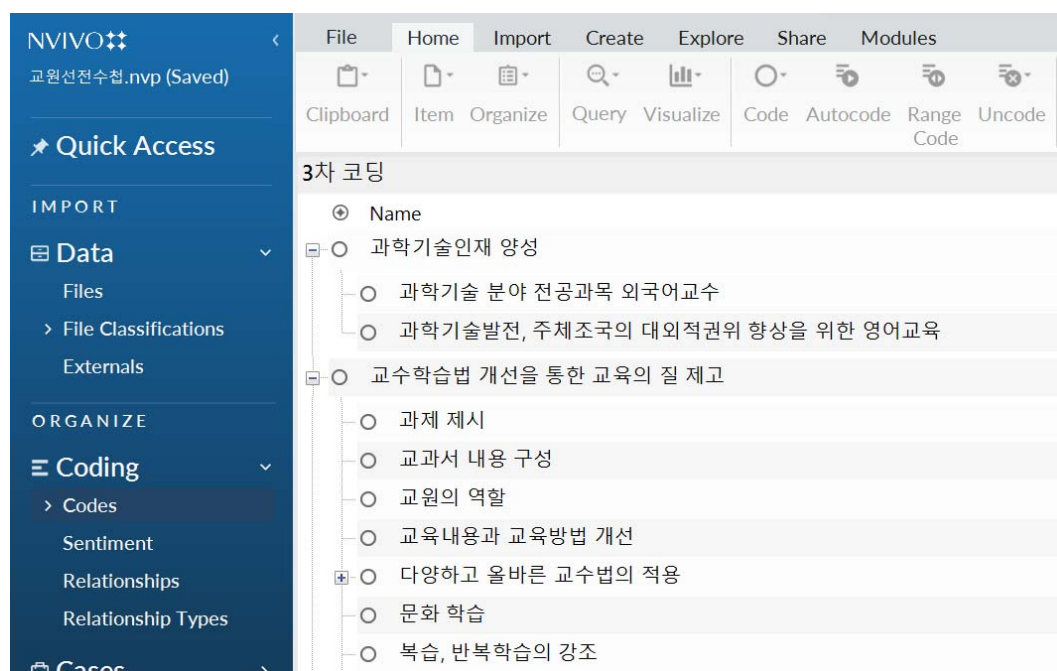 NVIVO
교원선전수첩.nvp (Saved)
Quick Access
IMPORT
Data
Files
File Classifications
Externals
ORGANIZE
Coding
Codes
Sentiment
Relationships
Relationship Types
Cases
File Home Import Create Explore Share Modules
Clipboard Item Organize Query Visualize Code Autocode Range Code Uncode
3차 코딩
Name
과학기술인재 양성
과학기술 분야 전공과목 외국어교수
과학기술발전, 주체조국의 대외적권위 향상을 위한 영어교육
교수학습법 개선을 통한 교육의 질 제고
과제 제시
교과서 내용 구성
교원의 역할
교육내용과 교육방법 개선
다양하고 올바른 교수법의 적용
문화 학습
복습, 반복학습의 강조